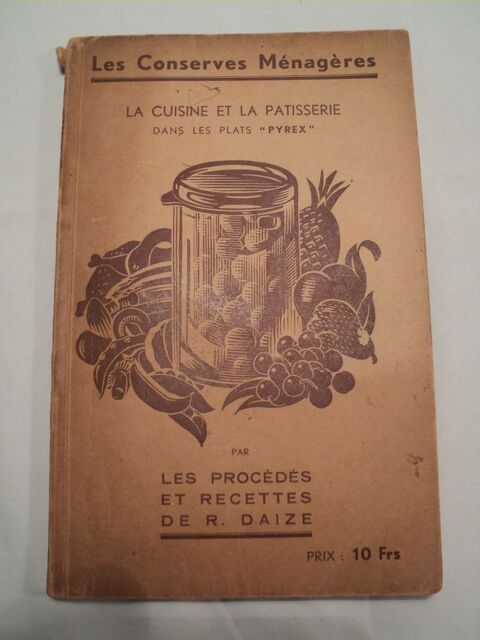 Les Conserves Ménagères
LA CUISINE ET LA PATISSERIE
DANS LES PLATS "PYREX"
PAR
LES PROCÉDÉS
ET RECETTES
DE R. DAIZE
PRIX : 10 Frs